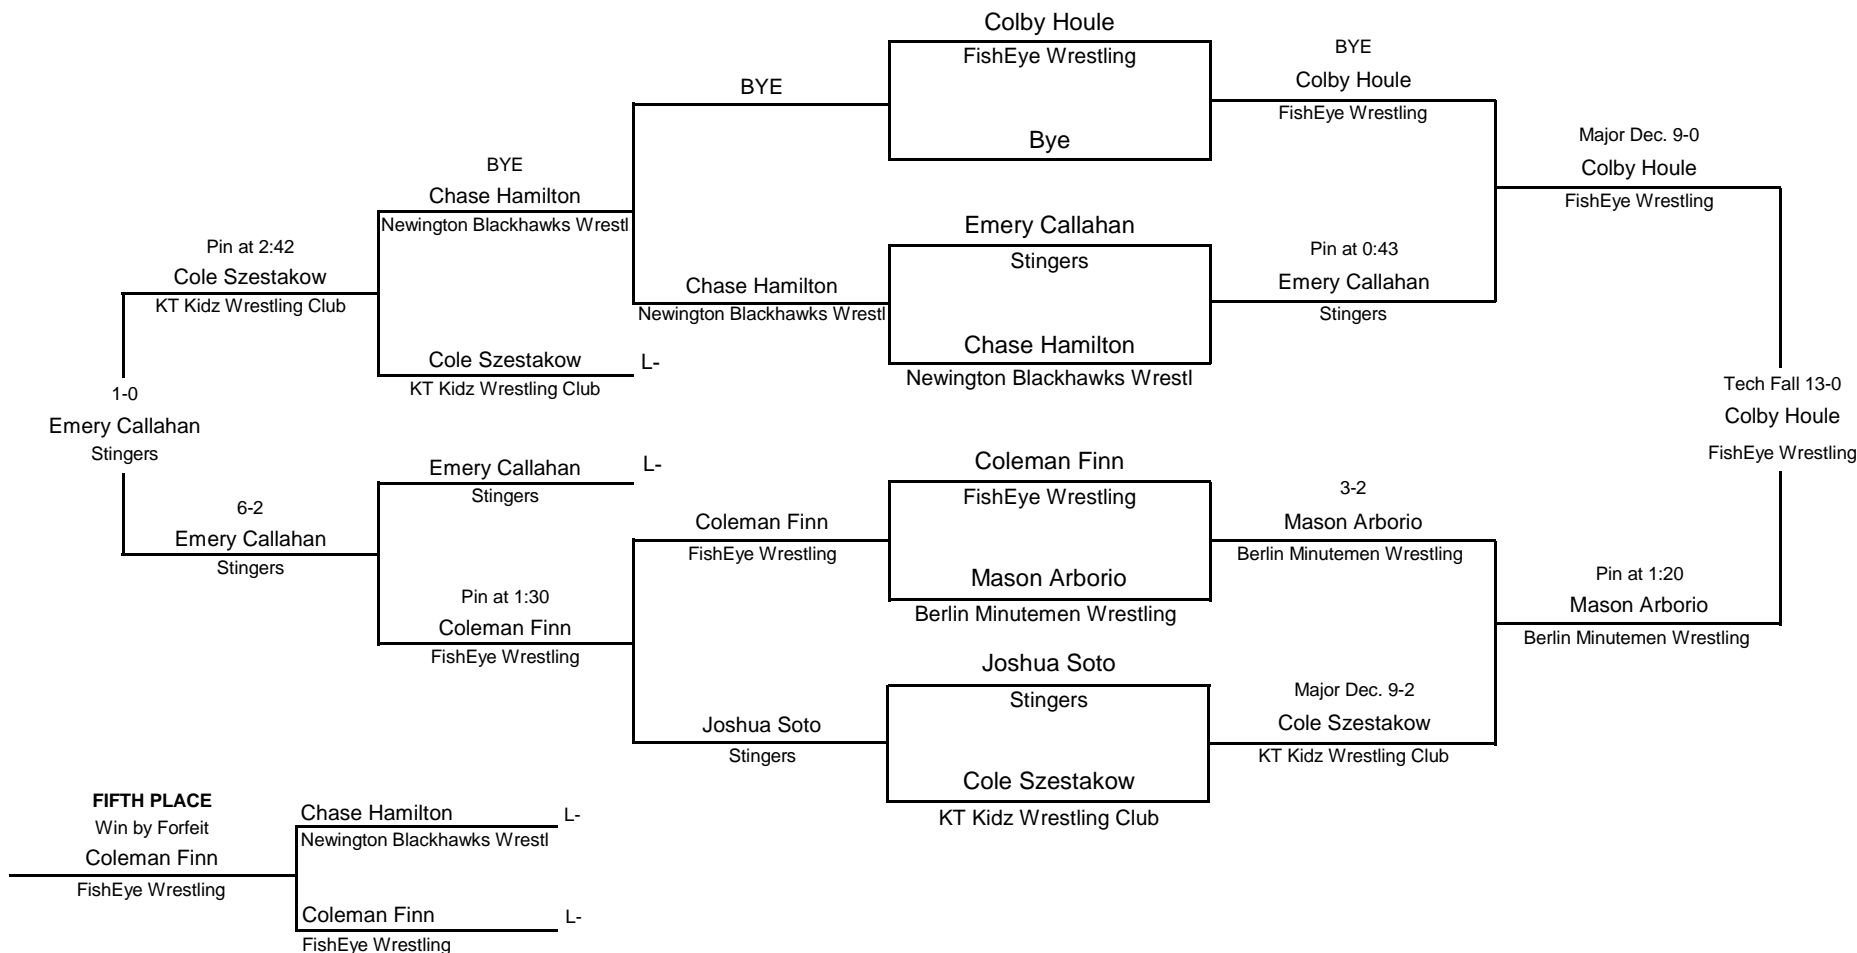 Colby Houle
FishEye Wrestling
BYE
BYE
Colby Houle
FishEye Wrestling
Bye
Major Dec. 9-0
Colby Houle
FishEye Wrestling
BYE
Chase Hamilton
Newington Blackhawks Wrestl
Emery Callahan
Stingers
Pin at 0:43
Emery Callahan
Stingers
Pin at 2:42
Cole Szestakow
KT Kidz Wrestling Club
Chase Hamilton
Newington Blackhawks Wrestl
Chase Hamilton
Newington Blackhawks Wrestl
Cole Szestakow
L-
KT Kidz Wrestling Club
1-0
Emery Callahan
Stingers
Tech Fall 13-0
Colby Houle
FishEye Wrestling
Emery Callahan
L-
Stingers
Coleman Finn
FishEye Wrestling
6-2
Emery Callahan
Stingers
Coleman Finn
FishEye Wrestling
3-2
Mason Arborio
Berlin Minutemen Wrestling
Mason Arborio
Berlin Minutemen Wrestling
Pin at 1:20
Mason Arborio
Berlin Minutemen Wrestling
Pin at 1:30
Coleman Finn
FishEye Wrestling
Joshua Soto
Stingers
Joshua Soto
Stingers
Major Dec. 9-2
Cole Szestakow
KT Kidz Wrestling Club
Cole Szestakow
KT Kidz Wrestling Club
FIFTH PLACE
Win by Forfeit
Coleman Finn
FishEye Wrestling
Chase Hamilton
L-
Newington Blackhawks Wrestl
Coleman Finn
L-
FishEye Wrestling